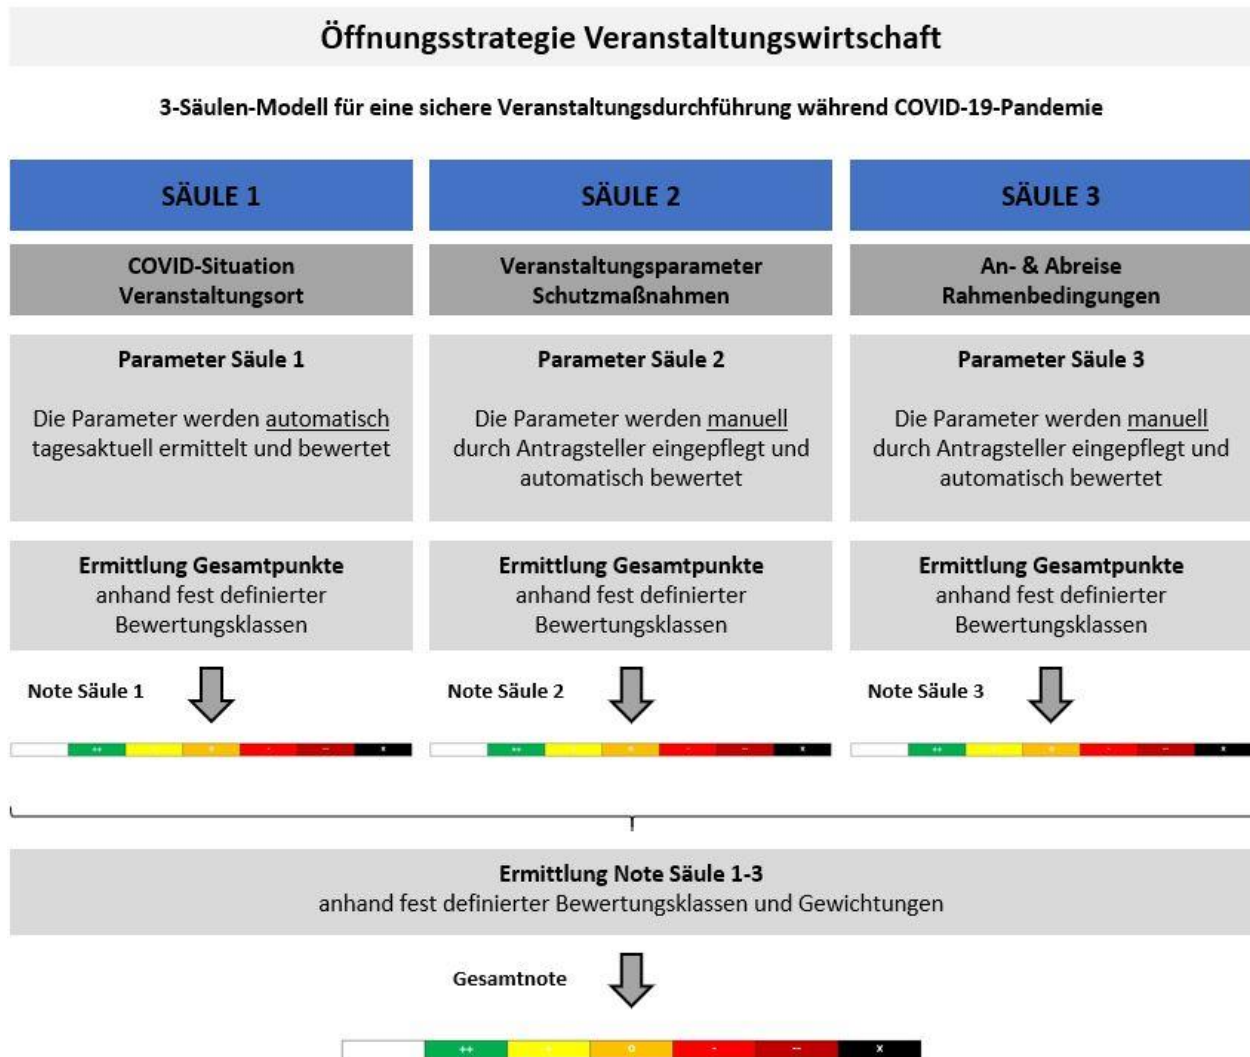 Öffnungsstrategie Veranstaltungswirtschaft
3-Säulen-Modell für eine sichere Veranstaltungsdurchführung während COVID-19-Pandemie
SÄULE 1
COVID-Situation
Veranstaltungsort
Parameter Säule 1
Die Parameter werden automatisch
tagesaktuell ermittelt und bewertet
Ermittlung Gesamtpunkte
anhand fest definierter
Bewertungsklassen
Note Säule 1
++ o - -- x
SÄULE 2
Veranstaltungsparameter
Schutzmaßnahmen
Parameter Säule 2
Die Parameter werden manuell
durch Antragsteller eingepflegt und
automatisch bewertet
Ermittlung Gesamtpunkte
anhand fest definierter
Bewertungsklassen
Note Säule 2
++ o - -- x
SÄULE 3
An- & Abreise
Rahmenbedingungen
Parameter Säule 3
Die Parameter werden manuell
durch Antragsteller eingepflegt und
automatisch bewertet
Ermittlung Gesamtpunkte
anhand fest definierter
Bewertungsklassen
Note Säule 3
++ o - -- x
Ermittlung Note Säule 1-3
anhand fest definierter Bewertungsklassen und Gewichtungen
Gesamtnote
++ + o - -- x